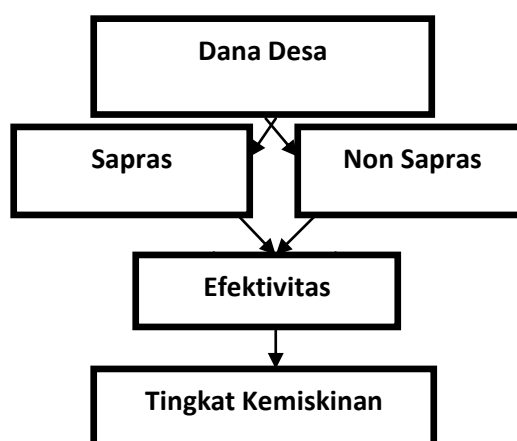 Dana Desa
Sapras
Non Sapras
Efektivitas
Tingkat Kemiskinan